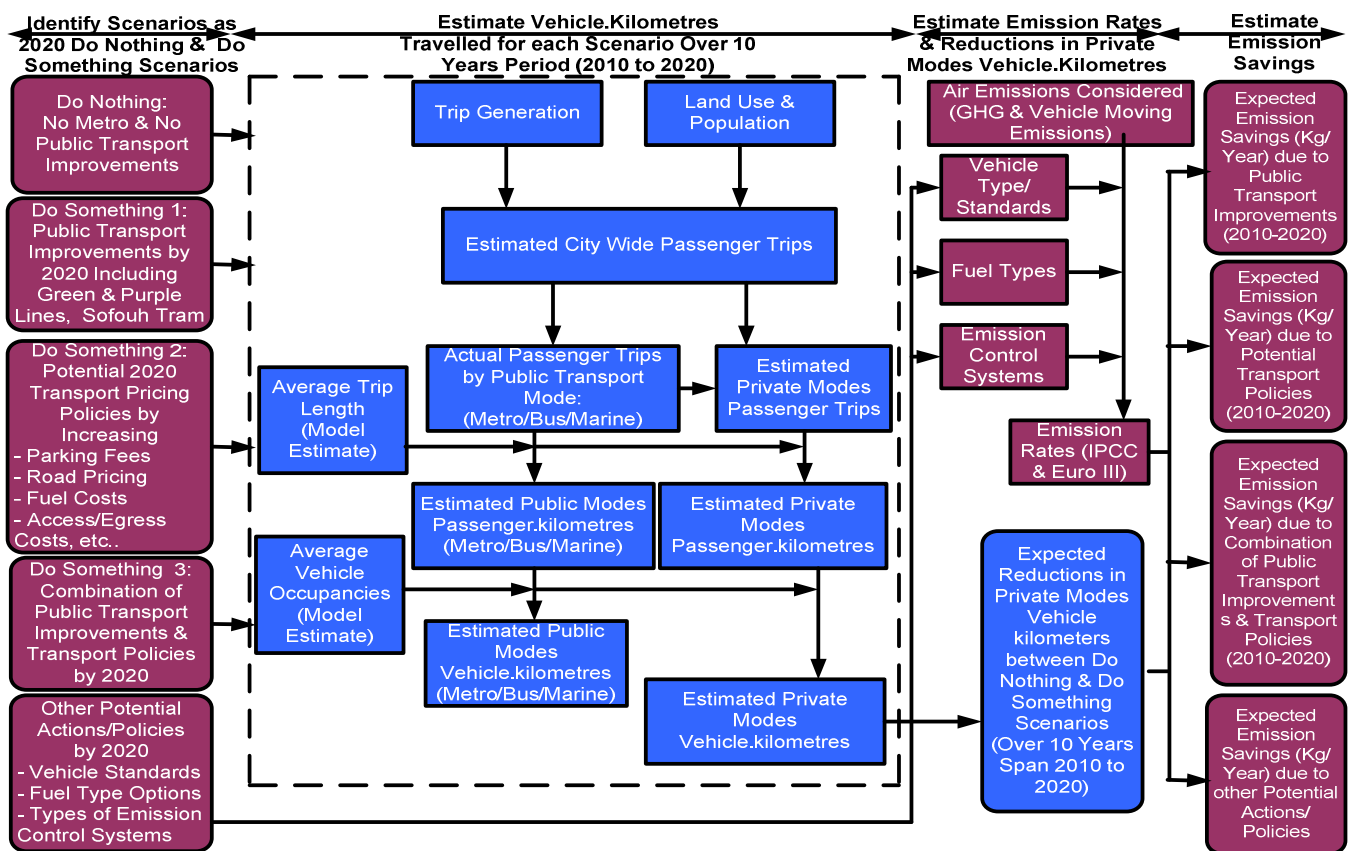 Identify Scenarios as
2020 Do Nothing & Do
Something Scenarios
Estimate Vehicle.Kilometres
Travelled for each Scenario Over 10
Years Period (2010 to 2020)
Estimate Emission Rates
& Reductions in Private
Modes Vehicle.Kilometres
Estimate
Emission
Savings
Do Nothing:
No Metro & No
Public Transport
Improvements
Do Something 1:
Public Transport
Improvements by
2020 Including
Green & Purple
Lines, Sofouh Tram
Do Something 2:
Potential 2020
Transport Pricing
Policies by
Increasing
- Parking Fees
- Road Pricing
- Fuel Costs
- Access/Egress
Costs, etc..
Do Something 3:
Combination of
Public Transport
Improvements &
Transport Policies
by 2020
Other Potential
Actions/Policies
by 2020
- Vehicle Standards
- Fuel Type Options
- Types of Emission
Control Systems
Trip Generation
Land Use &
Population
Estimated City Wide Passenger Trips
Actual Passenger Trips
by Public Transport
Mode:
(Metro/Bus/Marine)
Estimated
Private Modes
Passenger Trips
Average Trip
Length
(Model
Estimate)
Estimated Public Modes
Passenger.kilometres
(Metro/Bus/Marine)
Estimated Private
Modes
Passenger.kilometres
Average
Vehicle
Occupancies
(Model
Estimate)
Estimated Public
Modes
Vehicle.kilometres
(Metro/Bus/Marine)
Estimated Private
Modes
Vehicle.kilometres
Air Emissions Considered
(GHG & Vehicle Moving
Emissions)
Vehicle
Type/
Standards
Fuel Types
Emission
Control
Systems
Emission
Rates (IPCC
& Euro III)
Expected
Reductions in
Private Modes
Vehicle
kilometers
between Do
Nothing & Do
Something
Scenarios
(Over 10 Years
Span 2010 to
2020)
Expected
Emission
Savings (Kg/
Year) due to
Public
Transport
Improvements
(2010-2020)
Expected
Emission
Savings (Kg/
Year) due to
Potential
Transport
Policies
(2010-2020)
Expected
Emission
Savings (Kg/
Year) due to
Combination
of Public
Transport
Improvement
s & Transport
Policies
(2010-2020)
Expected
Emission
Savings (Kg/
Year) due to
other Potential
Actions/
Policies